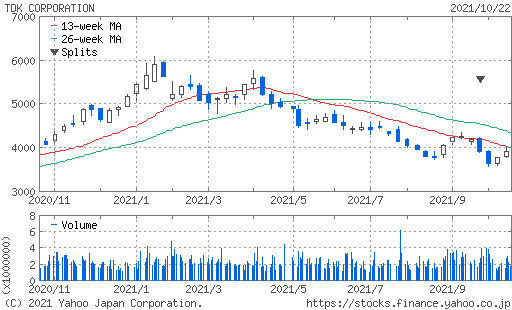 TDK CORPORATION 2021/10/22
7000
13-week MA
26-week MA
Splits
6000
5000
4000
3000
2020/11 2021/1 2021/3 2021/5 2021/7 2021/9
8
Volume
6
4
2
0
(x1000000)
2020/11 2021/1 2021/3 2021/5 2021/7 2021/9
(C) 2021 Yahoo Japan Corporation. https://stocks.finance.yahoo.co.jp/